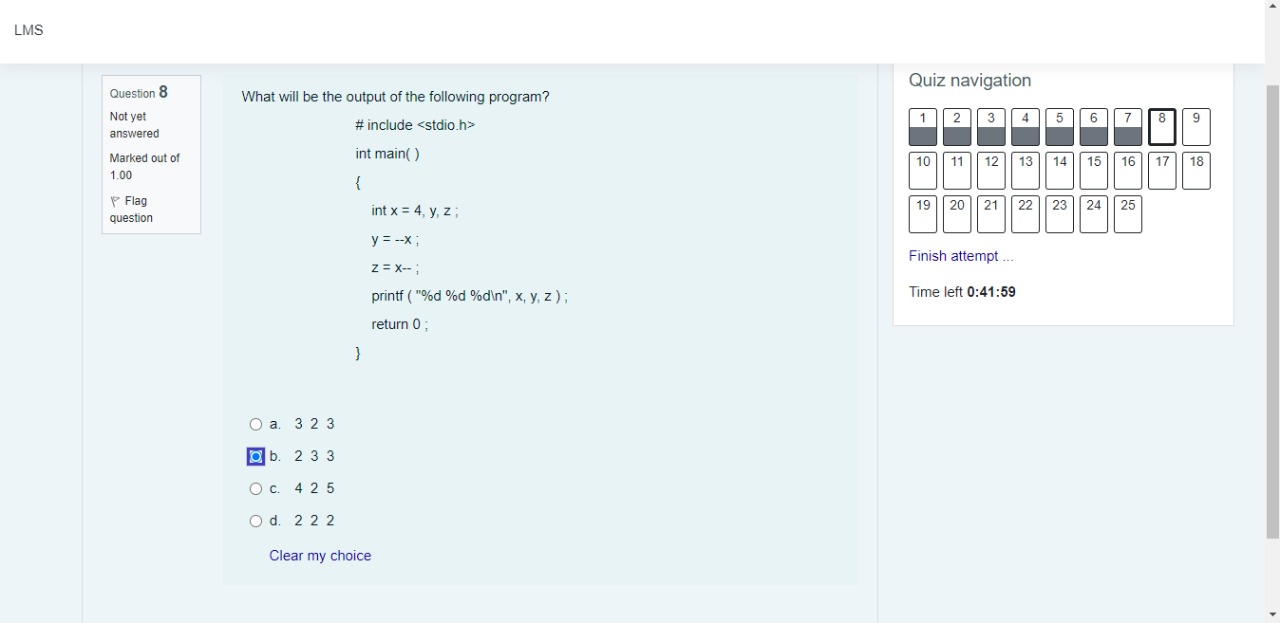 LMS
Question 8
Not yet
answered
Marked out of
1.00
Flag
question
What will be the output of the following program?
# include <stdio.h>
int main( )
{
int x = 4, y, z ;
y = --x ;
z = x-- ;
printf ( "%d %d %d\n", x, y, z ) ;
return 0 ;
}
a. 3 2 3
b. 2 3 3
c. 4 2 5
d. 2 2 2
Clear my choice
Quiz navigation
1 2 3 4 5 6 7 8 9
10 11 12 13 14 15 16 17 18
19 20 21 22 23 24 25
Finish attempt ...
Time left 0:41:59